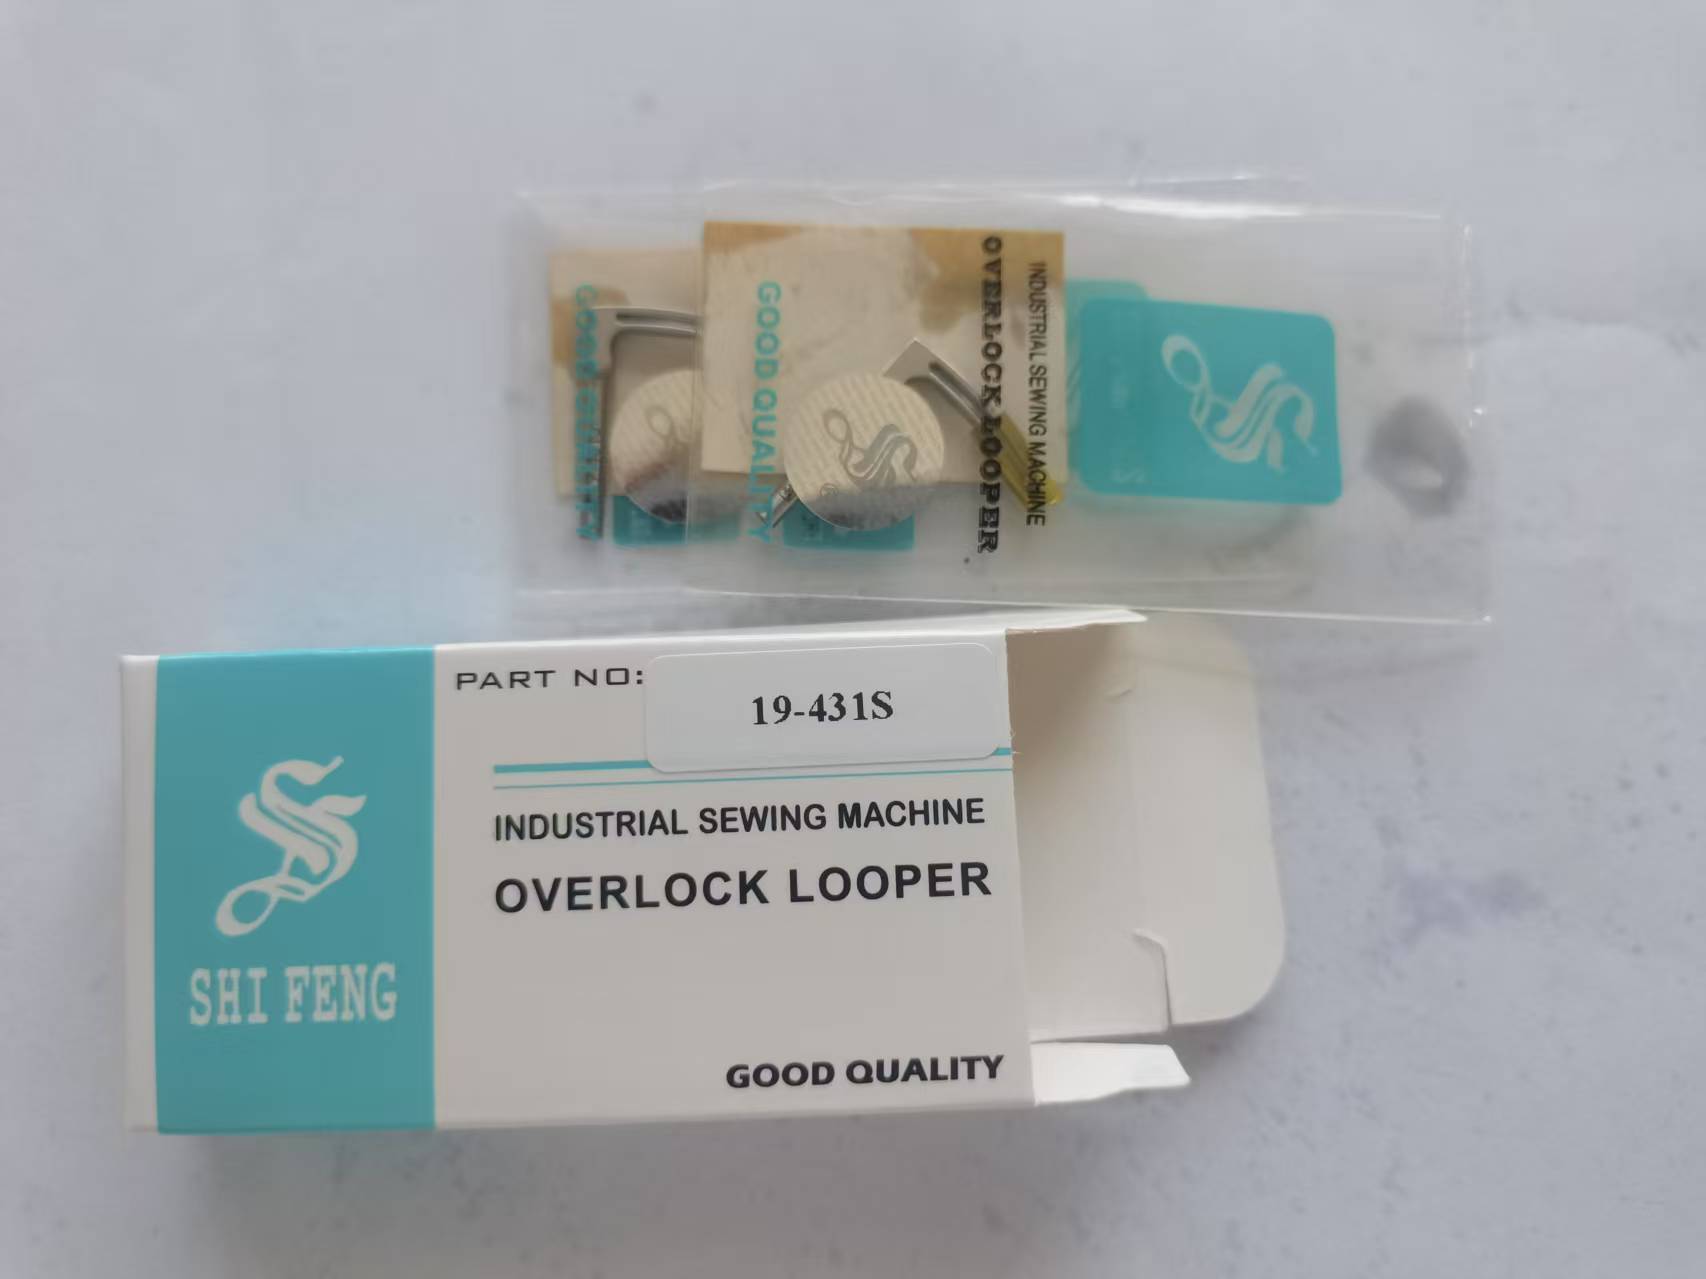 GOOD QUALITY
GOOD QUALITY
OVERLOCK LOOPER
INDUSTRIAL SEWING MACHINE
PART NO:
19-431S
INDUSTRIAL SEWING MACHINE
OVERLOCK LOOPER
SHI FENG
GOOD QUALITY